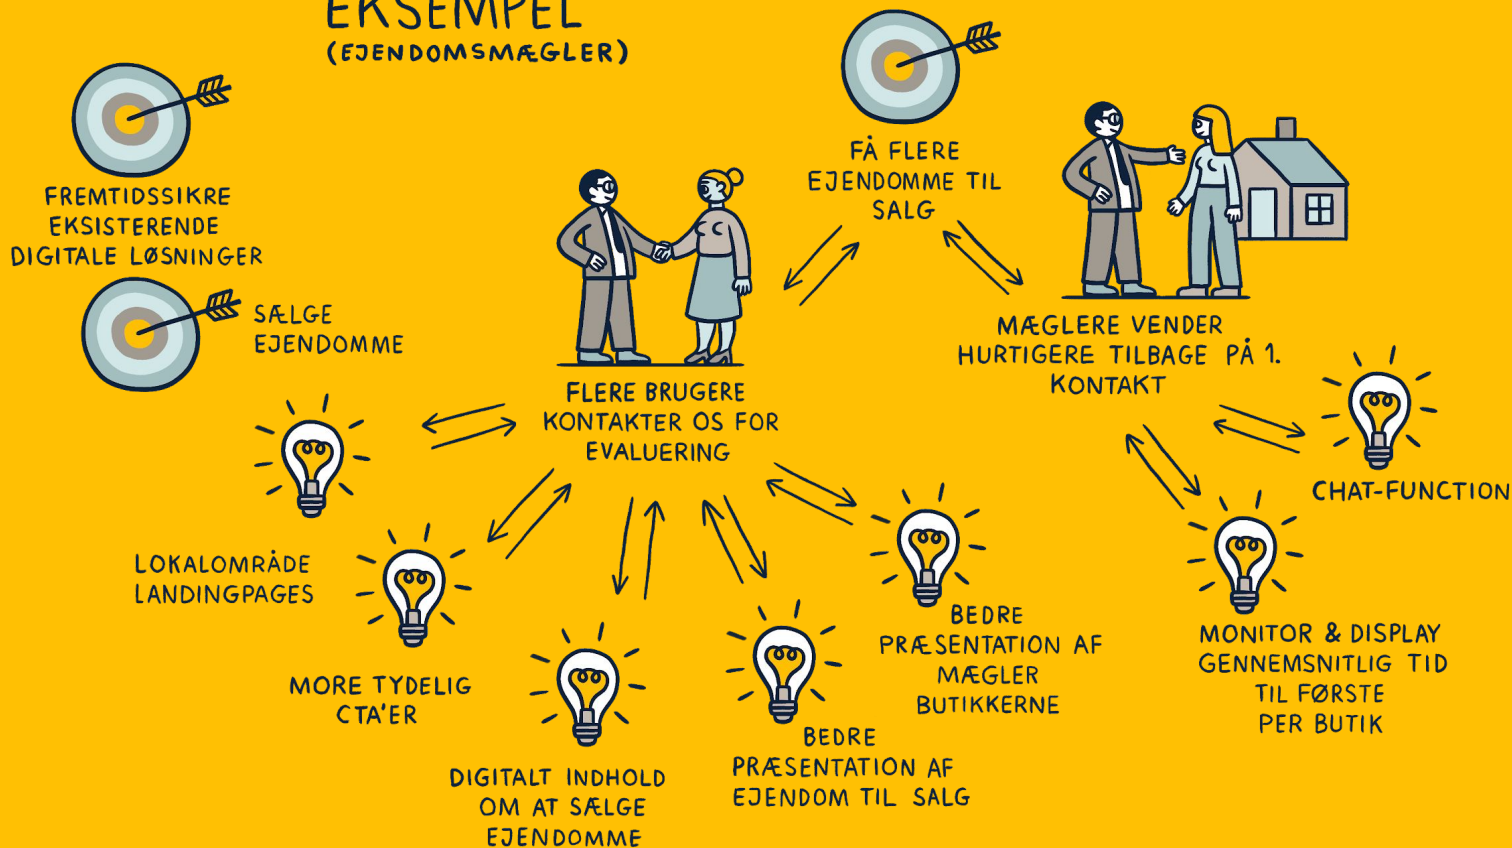 EKSEMPEL
(EJENDOMSMÆGLER)
FREMTIDSSIKRE
EKSISTERENDE
DIGITALE LØSNINGER
SÆLGE
EJENDOMME
FÅ FLERE
EJENDOMME TIL
SALG
FLERE BRUGERE
KONTAKTER OS FOR
EVALUERING
MÆGLERE VENDER
HURTIGERE TILBAGE PÅ 1.
KONTAKT
LOKALOMRÅDE
LANDINGPAGES
MORE TYDELIG
CTA'ER
DIGITALT INDHOLD
OM AT SÆLGE
EJENDOMME
BEDRE
PRÆSENTATION AF
EJENDOM TIL SALG
BEDRE
PRÆSENTATION AF
MÆGLER
BUTIKKERNE
CHAT-FUNCTION
MONITOR & DISPLAY
GENNEMSNITLIG TID
TIL FØRSTE
PER BUTIK